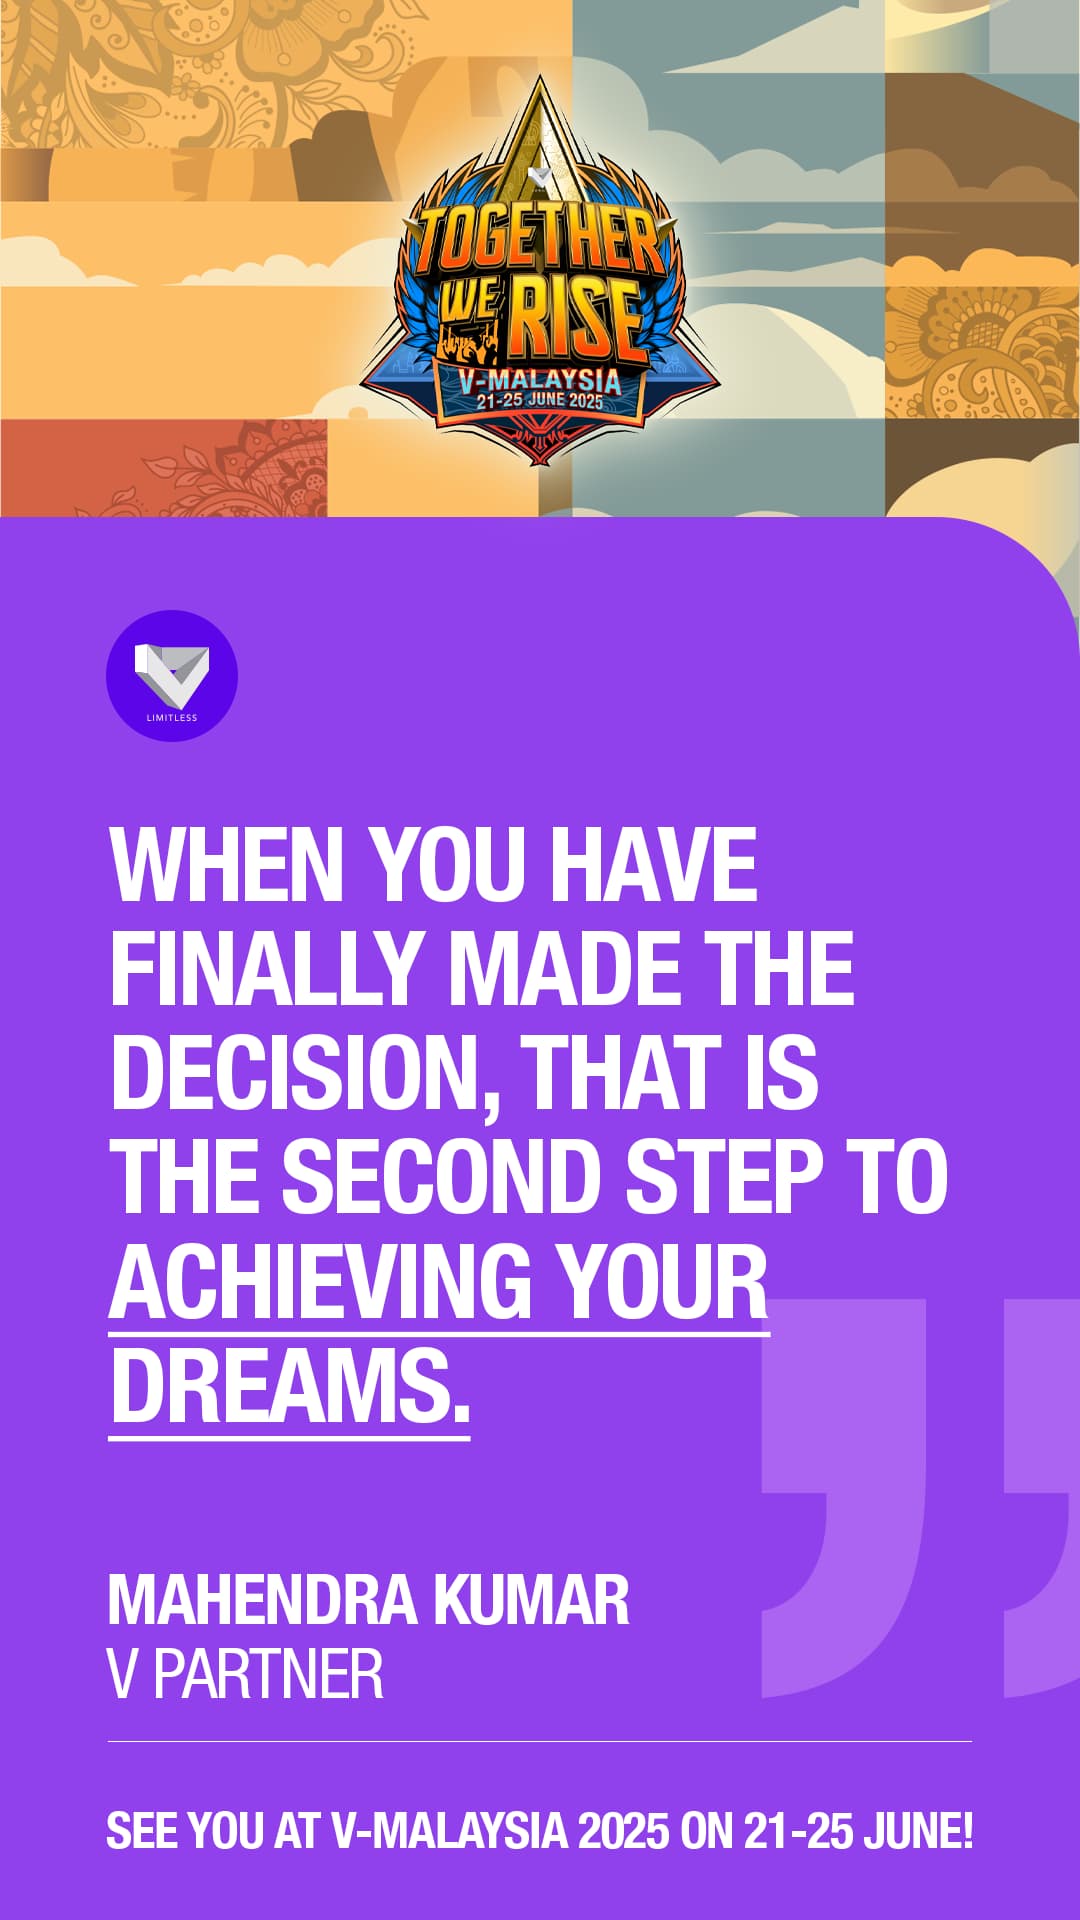 TOGETHER
WE RISE
V-MALAYSIA
21-25 JUNE 2025
LIMITLESS
WHEN YOU HAVE
FINALLY MADE THE
DECISION, THAT IS
THE SECOND STEP TO
ACHIEVING YOUR
DREAMS.
MAHENDRA KUMAR
V PARTNER
SEE YOU AT V-MALAYSIA 2025 ON 21-25 JUNE!